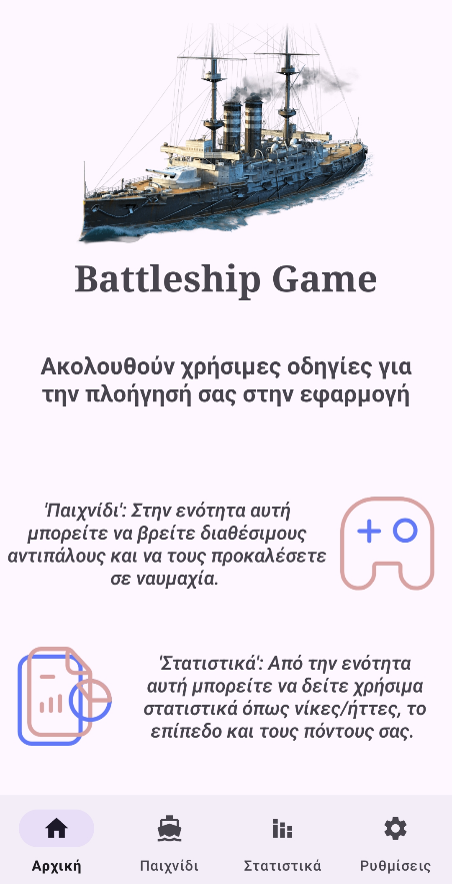 Battleship Game
Ακολουθούν χρήσιμες οδηγίες για
την πλοήγησή σας στην εφαρμογή
'Παιχνίδι': Στην ενότητα αυτή
μπορείτε να βρείτε διαθέσιμους
αντιπάλους και να τους προκαλέσετε
σε ναυμαχία.
'Στατιστικά': Από την ενότητα
αυτή μπορείτε να δείτε χρήσιμα
στατιστικά όπως νίκες/ήττες, το
επίπεδο και τους πόντους σας.
Αρχική
Παιχνίδι
Στατιστικά
Ρυθμίσεις